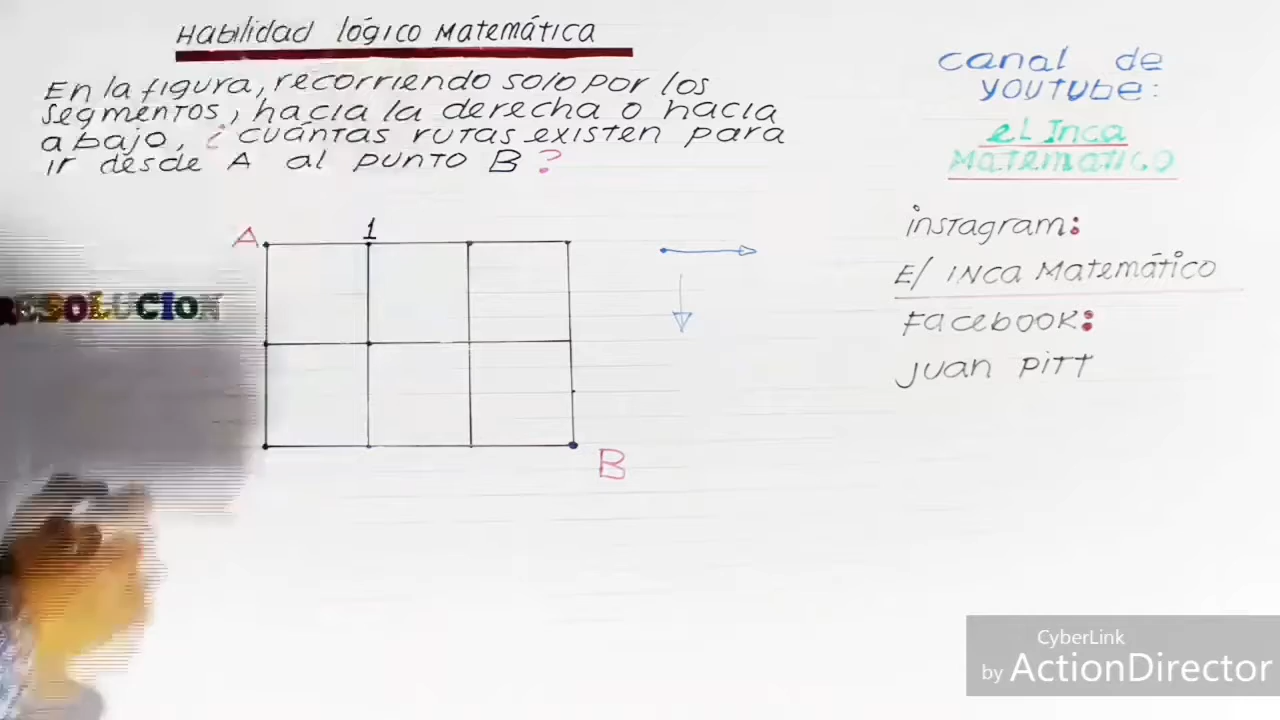 Habilidad lógico Matemática
En la figura, recorriendo solo por los
segmentos, hacia la derecha o hacia
abajo, ¿cuántas rutas existen para
ir desde A al punto B?
canal de
YOUTUBE:
eL Inca
MATEMATICO
instagram:
El INCA Matemático
Facebook:
Juan PITT
A
1
RESOLUCION
B
CyberLink
by ActionDirector